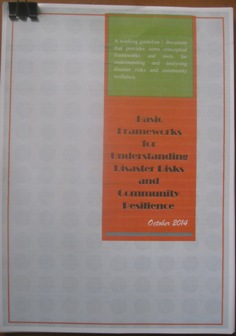 A working guideline / document
that provides some conceptual
frameworks and tools for
understanding and analyzing
disaster risks and community
resilience.
Basic
Frameworks
for
Understanding
Disaster Risks
and
Community
Resilience
October 2014